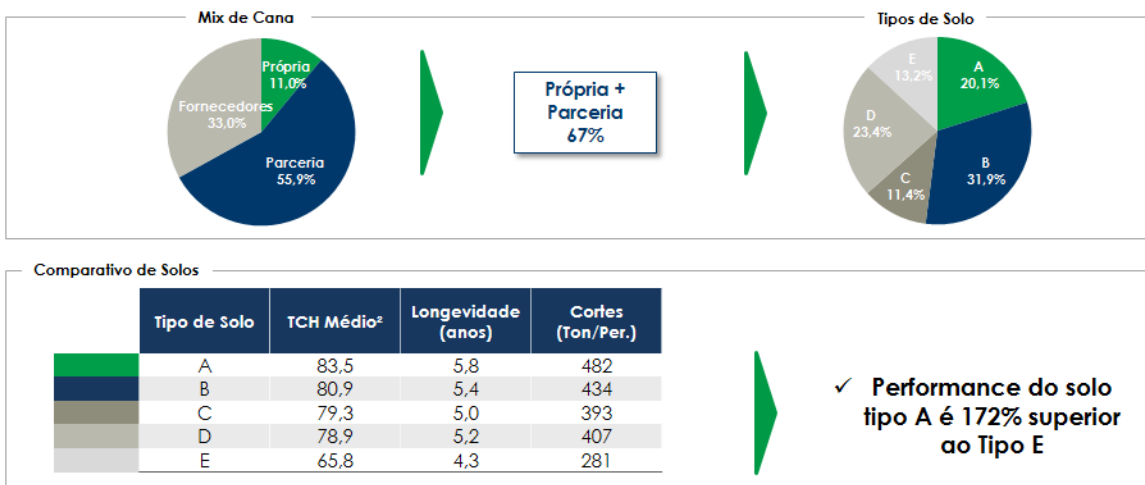 Mix de Cana
Própria
11,0%
Fornecedores
33,0%
Parceria
55,9%
Própria +
Parceria
67%
Tipos de Solo
E
13,2%
A
20,1%
D
23,4%
B
31,9%
C
11,4%
Comparativo de Solos
Tipo de Solo TCH Médio² Longevidade (anos) Cortes (Ton/Per.)
A 83,5 5,8 482
B 80,9 5,4 434
C 79,3 5,0 393
D 78,9 5,2 407
E 65,8 4,3 281
✓ Performance do solo
tipo A é 172% superior
ao Tipo E